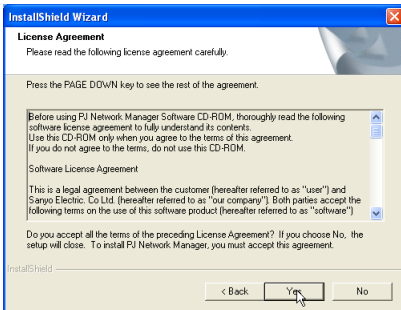 InstallShield Wizard
License Agreement
Please read the following license agreement carefully.
Press the PAGE DOWN key to see the rest of the agreement.
Before using PJ Network Manager Software CD-ROM, thoroughly read the following
software license agreement to fully understand its contents.
Use this CD-ROM only when you agree to the terms of this agreement.
If you do not agree to the terms, do not use this CD-ROM.
Software License Agreement
This is a legal agreement between the customer (hereafter referred to as "user") and
Sanyo Electric. Co Ltd. (hereafter referred to as "our company"). Both parties accept the
following terms on the use of this software product (hereafter referred to as "software")
Do you accept all the terms of the preceding License Agreement? If you choose No, the
setup will close. To install PJ Network Manager, you must accept this agreement.
InstallShield
< Back Yes No